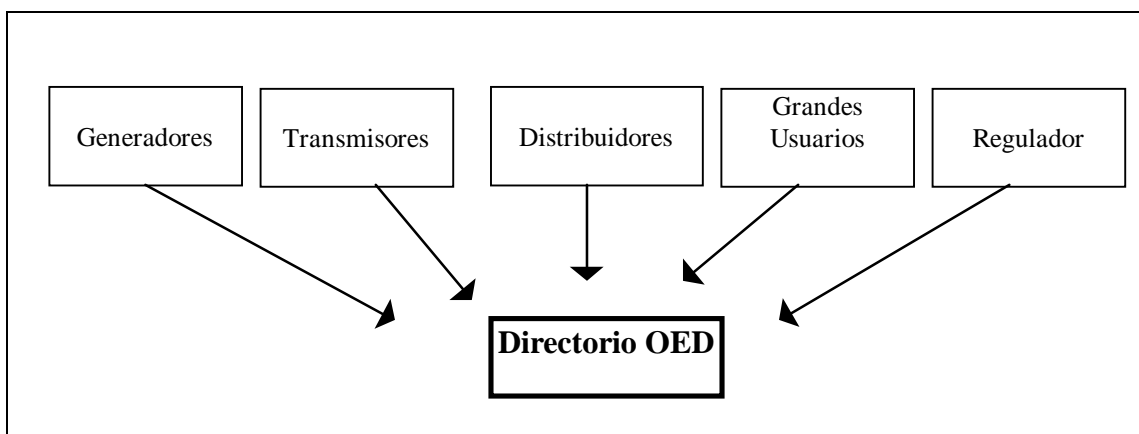 Generadores
Transmisores
Distribuidores
Grandes
Usuarios
Regulador
Directorio OED